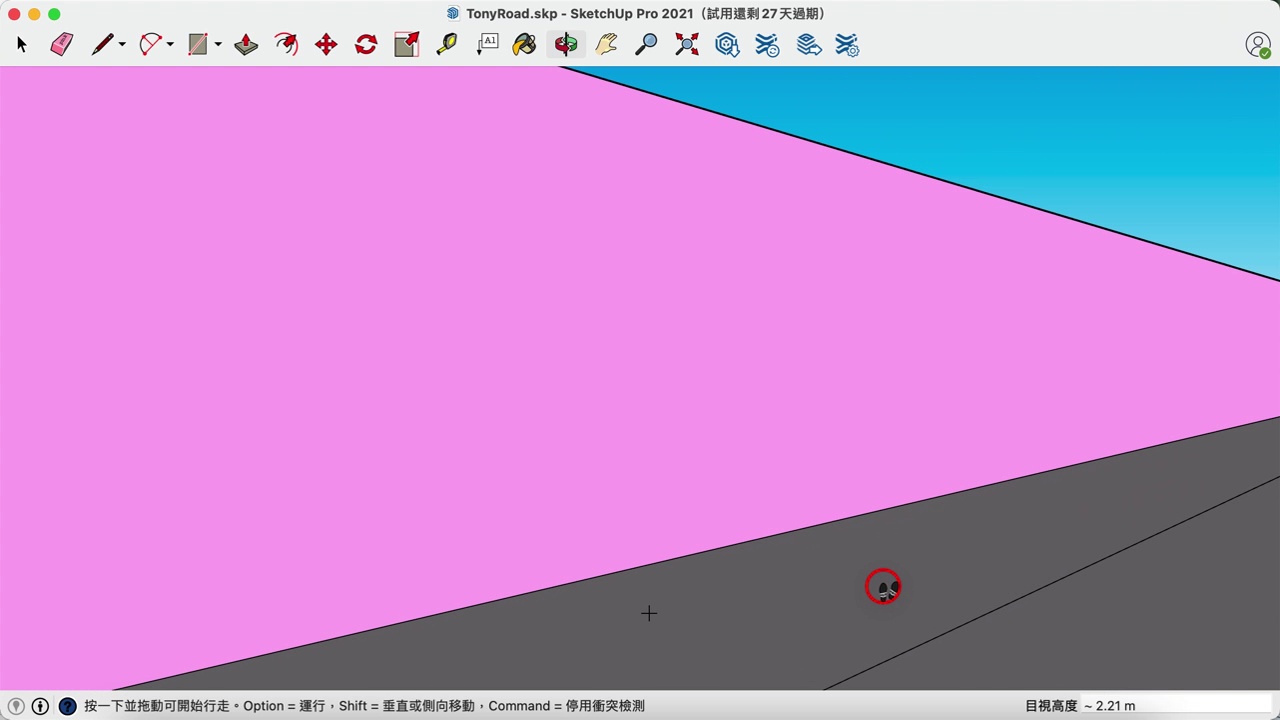 TonyRoad.skp - SketchUp Pro 2021（試用還剩 27 天過期）
A1
按一下並拖動可開始行走。Option = 運行，Shift = 垂直或側向移動，Command = 停用衝突檢測
目視高度 ~ 2.21 m